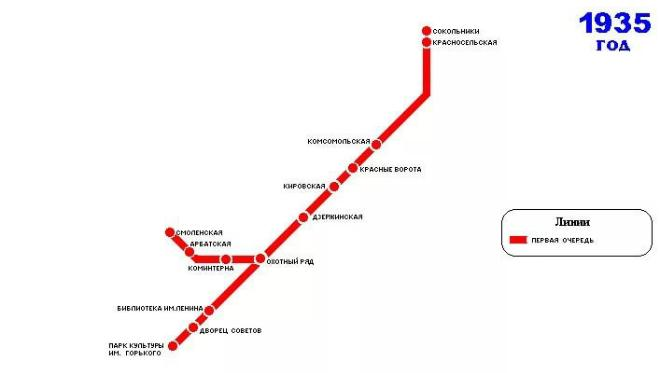 1935
ГОД
СОКОЛЬНИКИ
КРАСНОСЕЛЬСКАЯ
КОМСОМОЛЬСКАЯ
КРАСНЫЕ ВОРОТА
КИРОВСКАЯ
ДЗЕРЖИНСКАЯ
СМОЛЕНСКАЯ
АРБАТСКАЯ
КОМИНТЕРНА
ОХОТНЫЙ РЯД
БИБЛИОТЕКА ИМ.ЛЕНИНА
ДВОРЕЦ СОВЕТОВ
ПАРК КУЛЬТУРЫ
ИМ. ГОРЬКОГО
Линии
ПЕРВАЯ ОЧЕРЕДЬ